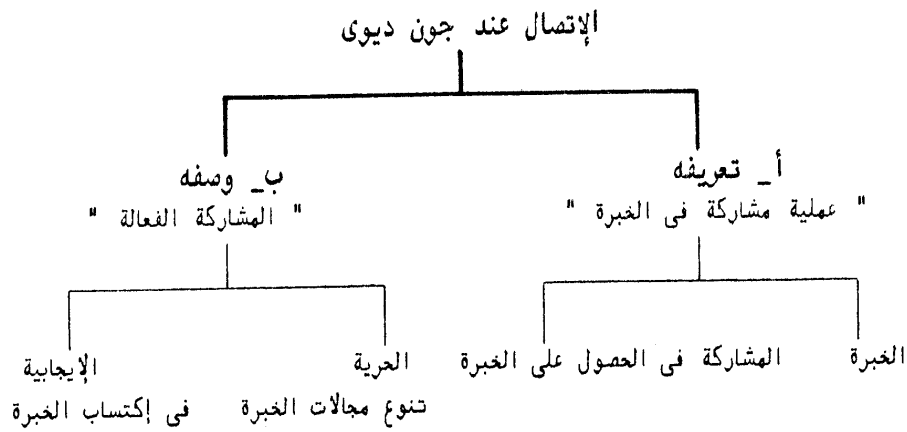 الإتصال عند جون ديوى
أ_ تعريفه
" عملية مشاركة فى الخبرة "
ب_ وصفه
" المشاركة الفعالة "
الخبرة
المشاركة فى الحصول على الخبرة
الحرية
تنوع مجالات الخبرة
الإيجابية
فى إكتساب الخبرة